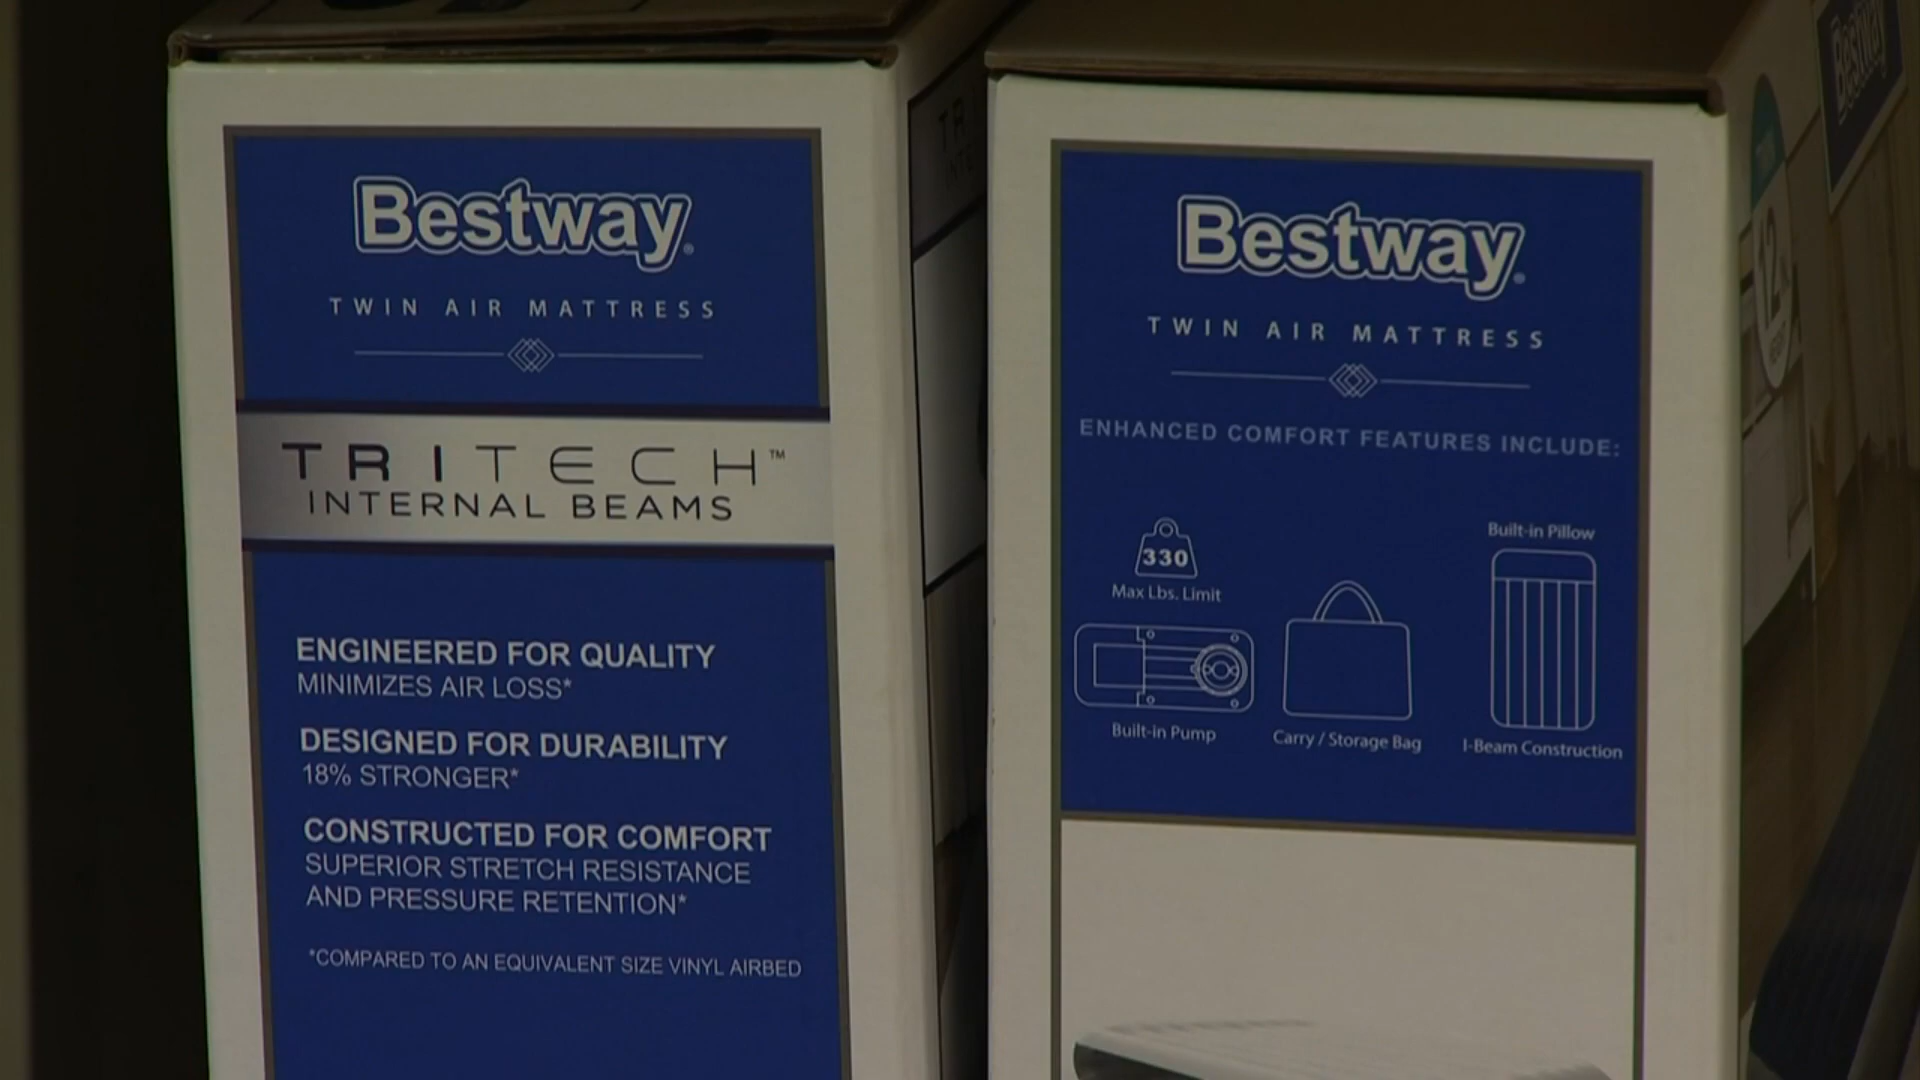 Bestway®
TWIN AIR MATTRESS
TRITECH™
INTERNAL BEAMS
ENGINEERED FOR QUALITY
MINIMIZES AIR LOSS*
DESIGNED FOR DURABILITY
18% STRONGER*
CONSTRUCTED FOR COMFORT
SUPERIOR STRETCH RESISTANCE
AND PRESSURE RETENTION*
*COMPARED TO AN EQUIVALENT SIZE VINYL AIRBED
TRI
INTE
Bestway®
TWIN AIR MATTRESS
ENHANCED COMFORT FEATURES INCLUDE:
330
Max Lbs. Limit
Built-in Pump
Carry / Storage Bag
Built-in Pillow
I-Beam Construction
Bestway
12